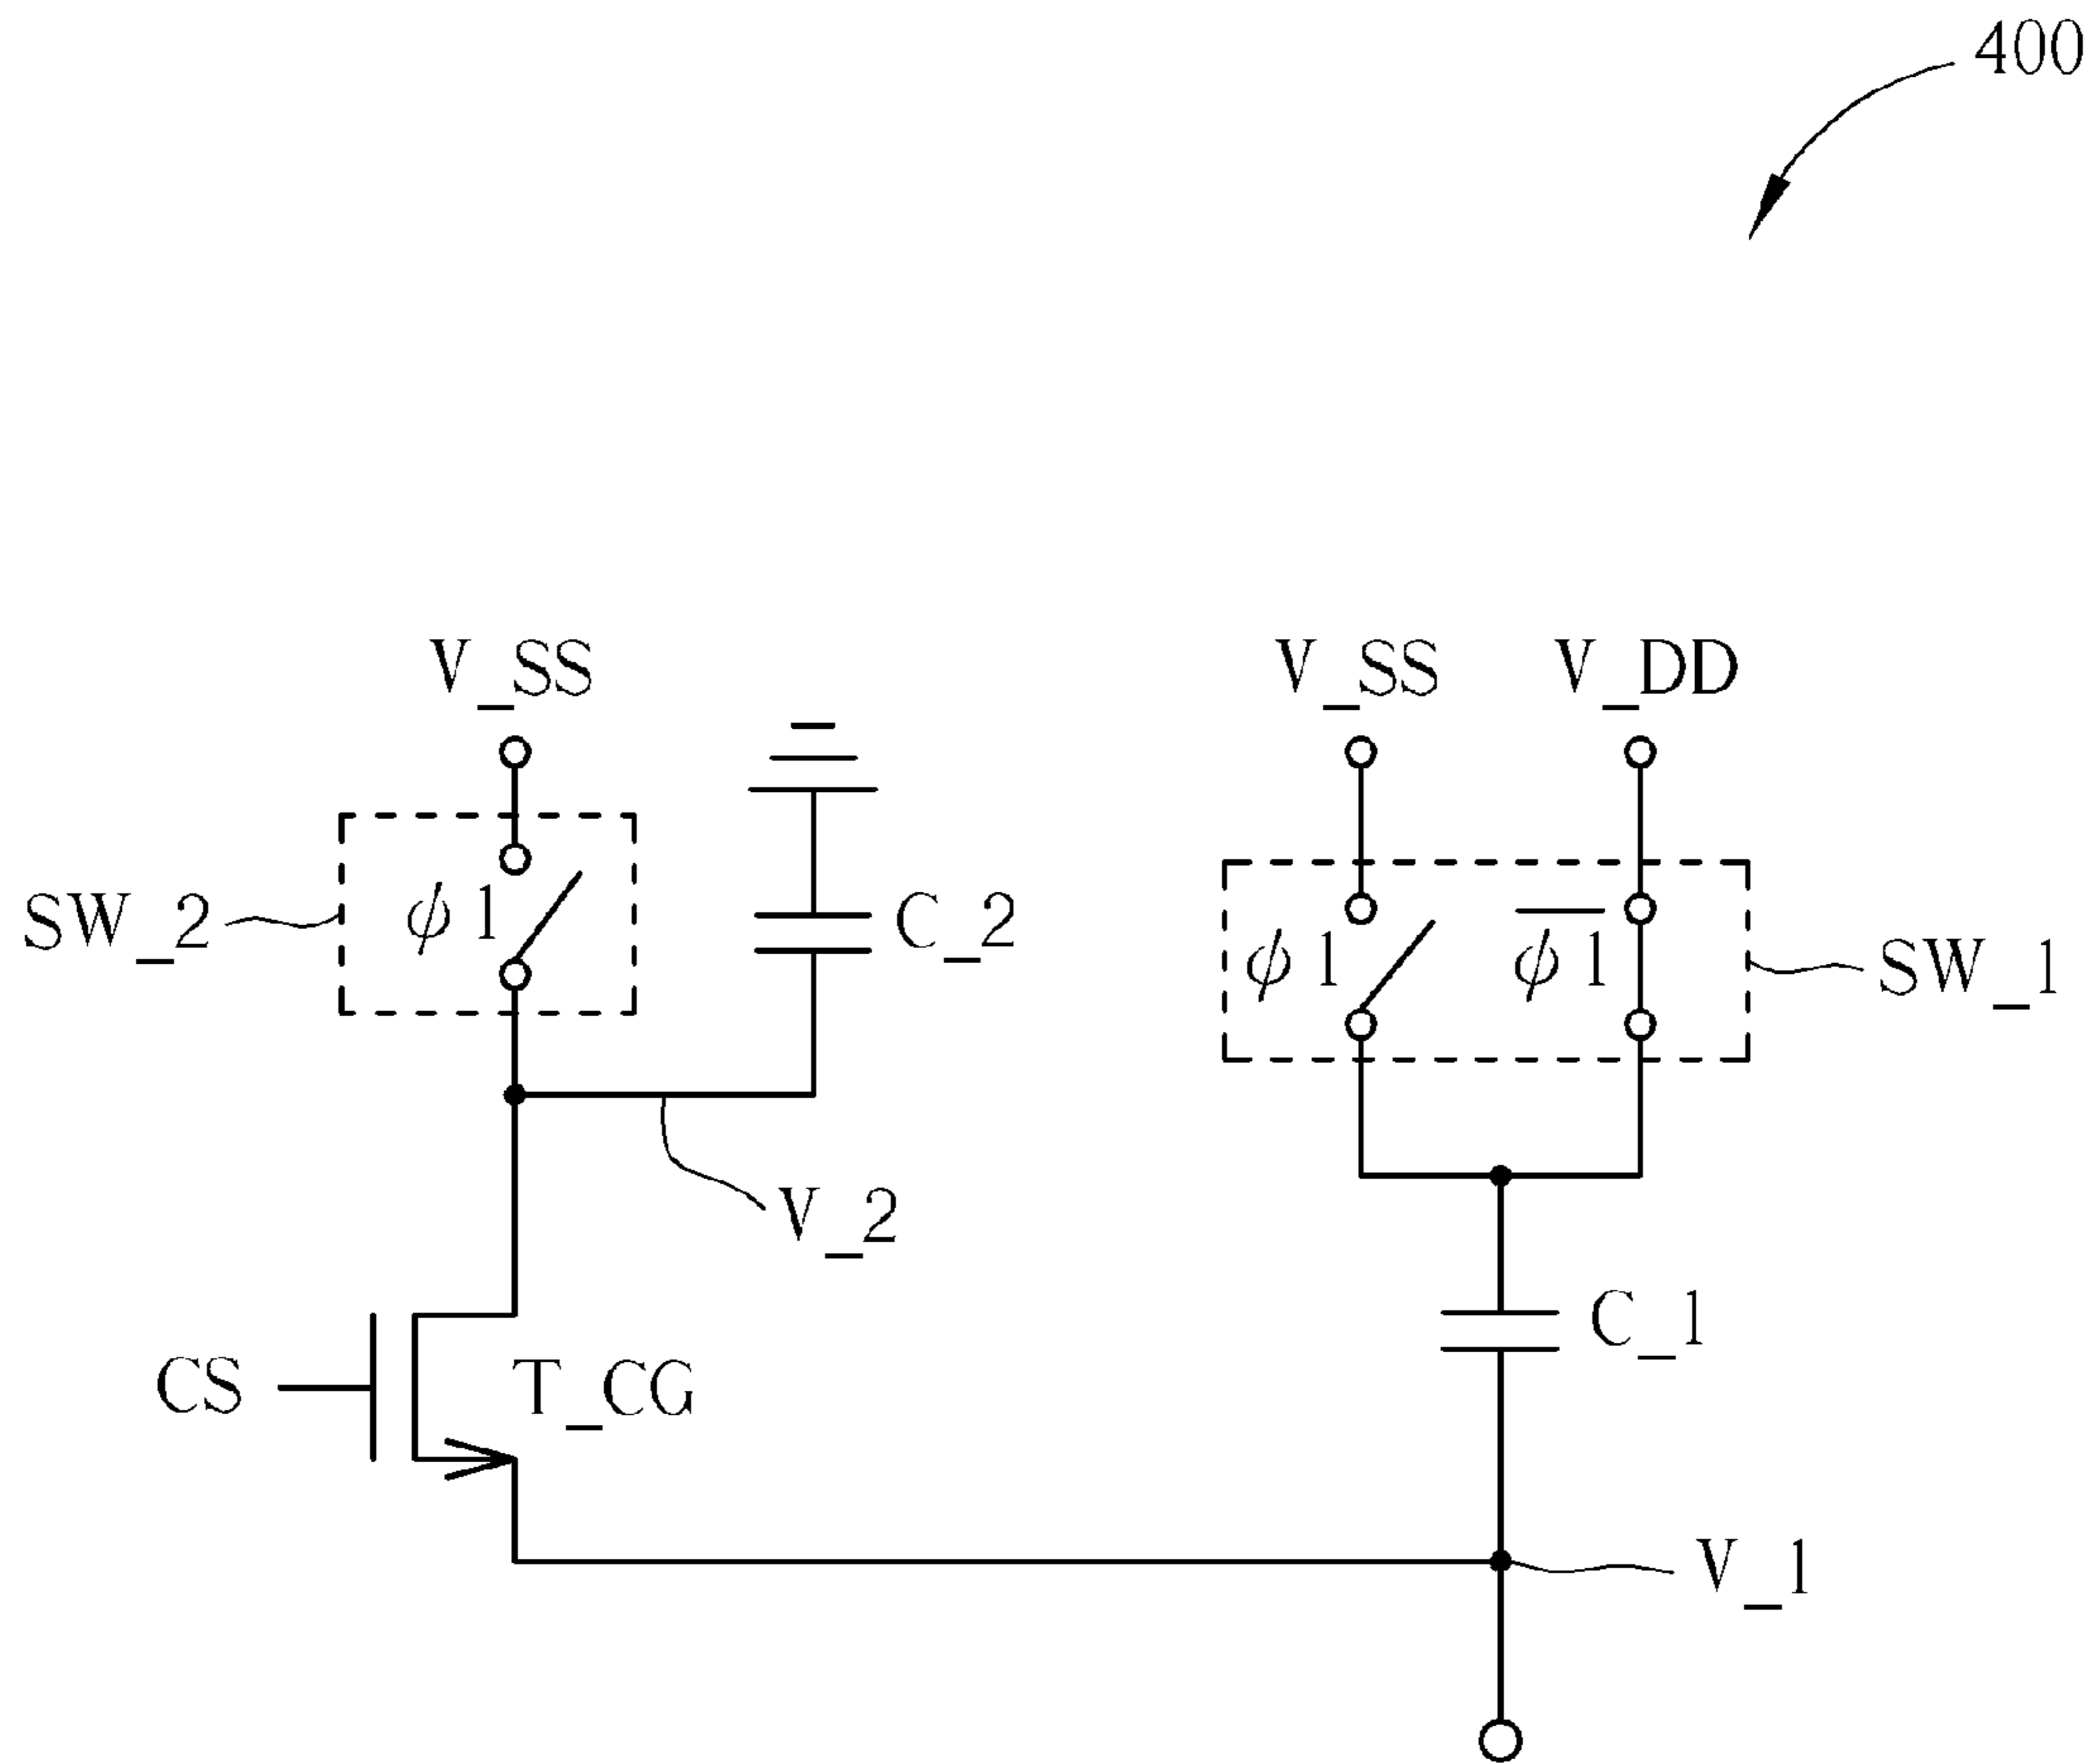 400
V_SS
V_SS
V_DD
SW_2
ϕ1
C_2
ϕ1
ϕ1̅
SW_1
V_2
C_1
CS
T_CG
V_1